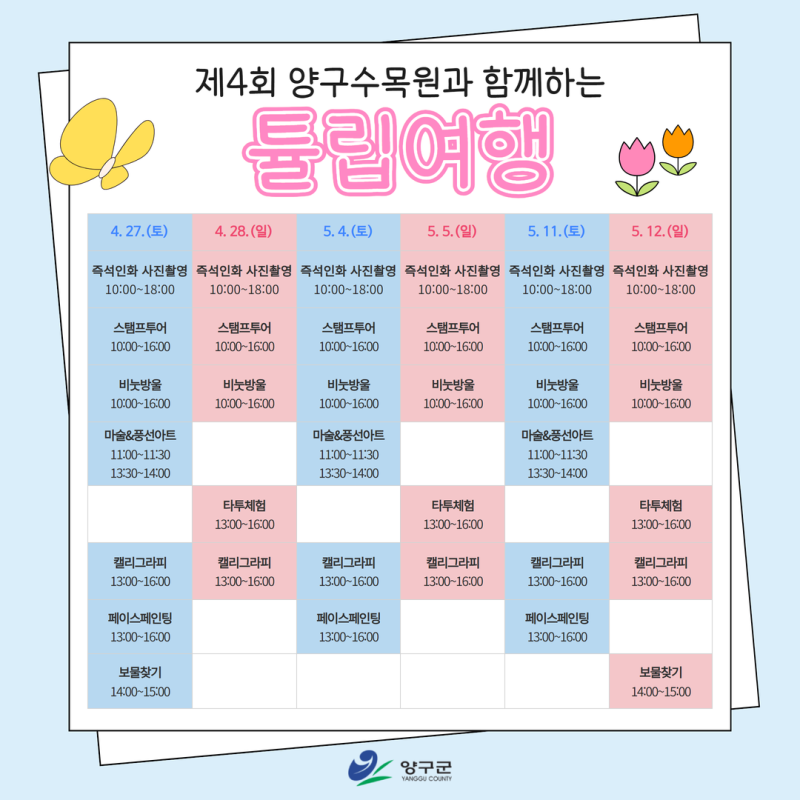 제4회 양구수목원과 함께하는
튤립여행
4. 27.(토) 4. 28.(일) 5. 4.(토) 5. 5.(일) 5. 11.(토) 5. 12.(일)
즉석인화 사진촬영 즉석인화 사진촬영 즉석인화 사진촬영 즉석인화 사진촬영 즉석인화 사진촬영 즉석인화 사진촬영
10:00~18:00 10:00~18:00 10:00~18:00 10:00~18:00 10:00~18:00 10:00~18:00
스탬프투어 스탬프투어 스탬프투어 스탬프투어 스탬프투어 스탬프투어
10:00~16:00 10:00~16:00 10:00~16:00 10:00~16:00 10:00~16:00 10:00~16:00
비눗방울 비눗방울 비눗방울 비눗방울 비눗방울 비눗방울
10:00~16:00 10:00~16:00 10:00~16:00 10:00~16:00 10:00~16:00 10:00~16:00
마술&풍선아트 마술&풍선아트 마술&풍선아트
11:00~11:30 11:00~11:30 11:00~11:30
13:30~14:00 13:30~14:00 13:30~14:00
타투체험 타투체험 타투체험
13:00~16:00 13:00~16:00 13:00~16:00
캘리그라피 캘리그라피 캘리그라피 캘리그라피 캘리그라피 캘리그라피
13:00~16:00 13:00~16:00 13:00~16:00 13:00~16:00 13:00~16:00 13:00~16:00
페이스페인팅 페이스페인팅 페이스페인팅
13:00~16:00 13:00~16:00 13:00~16:00
보물찾기 보물찾기
14:00~15:00 14:00~15:00
양구군
YANGGU COUNTY